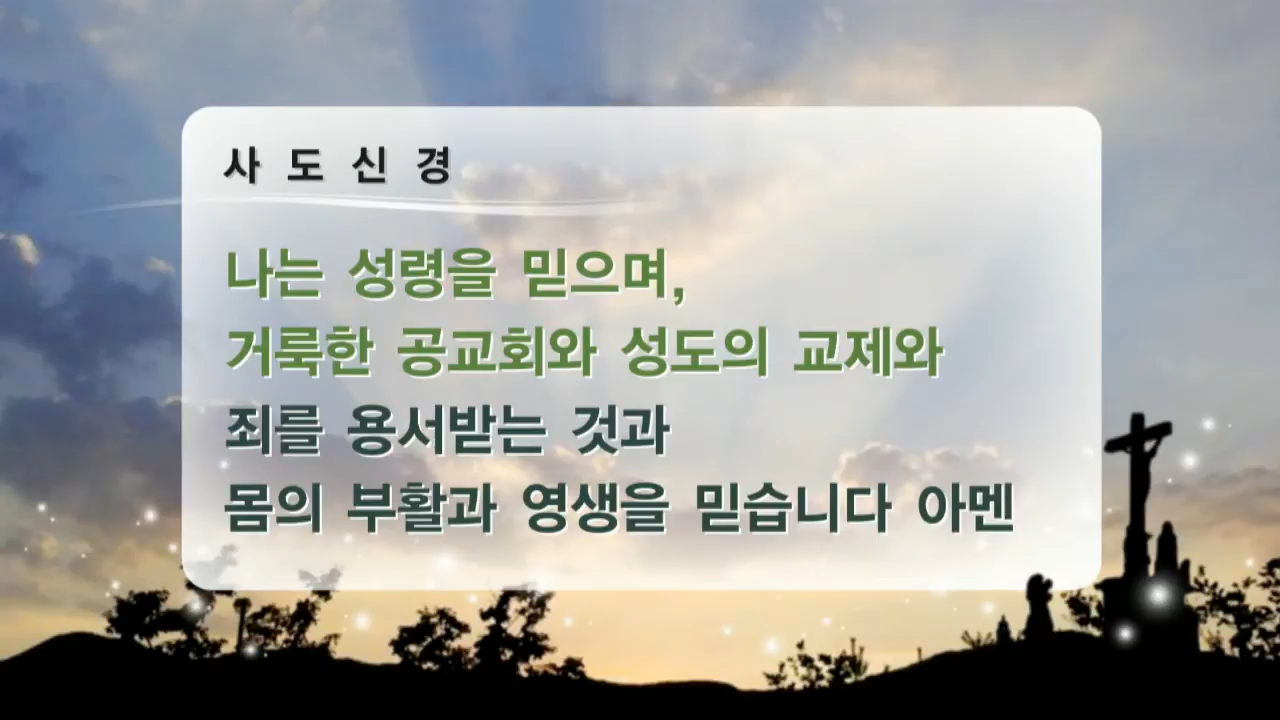 사 도 신 경
나는 성령을 믿으며,
거룩한 공교회와 성도의 교제와
죄를 용서받는 것과
몸의 부활과 영생을 믿습니다 아멘